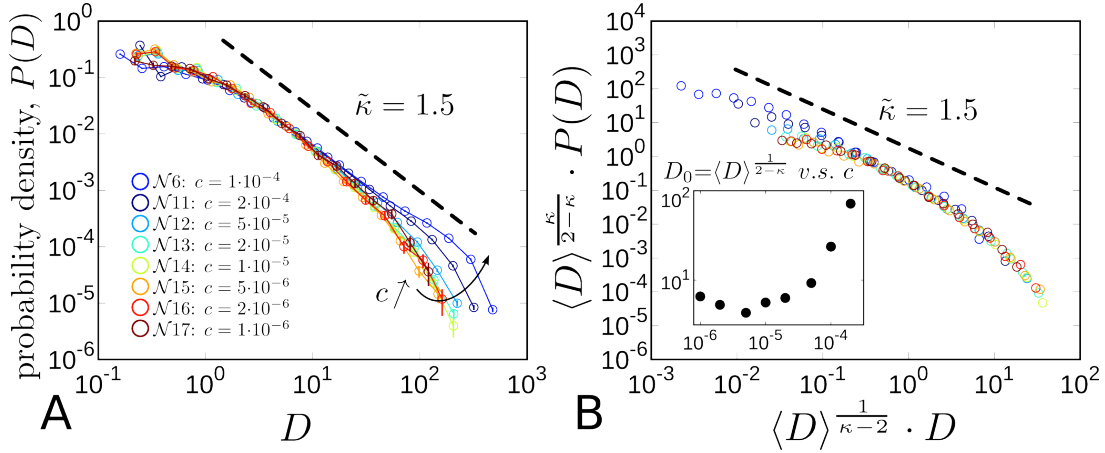 probability density, P(D)
10^0
10^-1
10^-2
10^-3
10^-4
10^-5
10^-6
κ̃ = 1.5
𝒩6: c = 1·10^-4
𝒩11: c = 2·10^-4
𝒩12: c = 5·10^-5
𝒩13: c = 2·10^-5
𝒩14: c = 1·10^-5
𝒩15: c = 5·10^-6
𝒩16: c = 2·10^-6
𝒩17: c = 1·10^-6
c ↗
10^-1 10^0 10^1 10^2 10^3
A
D
⟨D⟩^(κ/(2−κ)) · P(D)
10^4
10^3
10^2
10^1
10^0
10^-1
10^-2
10^-3
10^-4
10^-5
10^-6
κ̃ = 1.5
D_0=⟨D⟩^(1/(2−κ)) v.s. c
10^2
10^1
10^-6 10^-5 10^-4
10^-3 10^-2 10^-1 10^0 10^1 10^2
B
⟨D⟩^(1/(κ−2)) · D